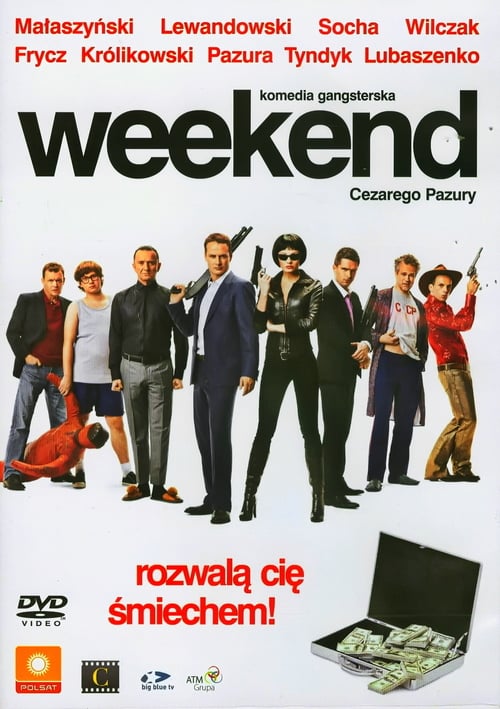 Małaszyński Lewandowski Socha Wilczak
Frycz Królikowski Pazura Tyndyk Lubaszenko
komedia gangsterska
weekend
Cezarego Pazury
CCCP
rozwalą cię
śmiechem!
DVD
VIDEO
POLSAT
C
big blue tv
ATM
Grupa